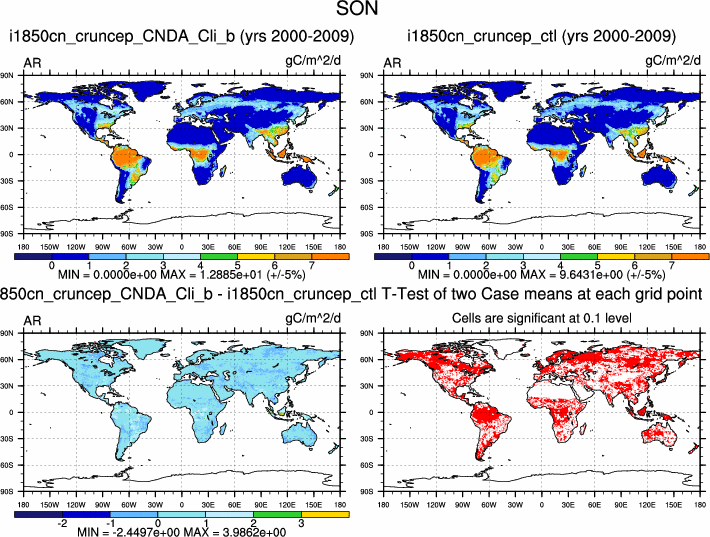 SON
i1850cn_cruncep_CNDA_Cli_b (yrs 2000-2009)
AR gC/m^2/d
90N
60N
30N
0
30S
60S
90S
180 150W 120W 90W 60W 30W 0 30E 60E 90E 120E 150E 180
0 1 2 3 4 5 6 7
MIN = 0.0000e+00 MAX = 1.2885e+01 (+/-5%)
i1850cn_cruncep_ctl (yrs 2000-2009)
AR gC/m^2/d
90N
60N
30N
0
30S
60S
90S
180 150W 120W 90W 60W 30W 0 30E 60E 90E 120E 150E 180
0 1 2 3 4 5 6 7
MIN = 0.0000e+00 MAX = 9.6431e+00 (+/-5%)
850cn_cruncep_CNDA_Cli_b - i1850cn_cruncep_ctl
AR gC/m^2/d
90N
60N
30N
0
30S
60S
90S
180 150W 120W 90W 60W 30W 0 30E 60E 90E 120E 150E 180
-2 -1 0 1 2 3
MIN = -2.4497e+00 MAX = 3.9862e+00
T-Test of two Case means at each grid point
Cells are significant at 0.1 level
90N
60N
30N
0
30S
60S
90S
180 150W 120W 90W 60W 30W 0 30E 60E 90E 120E 150E 180